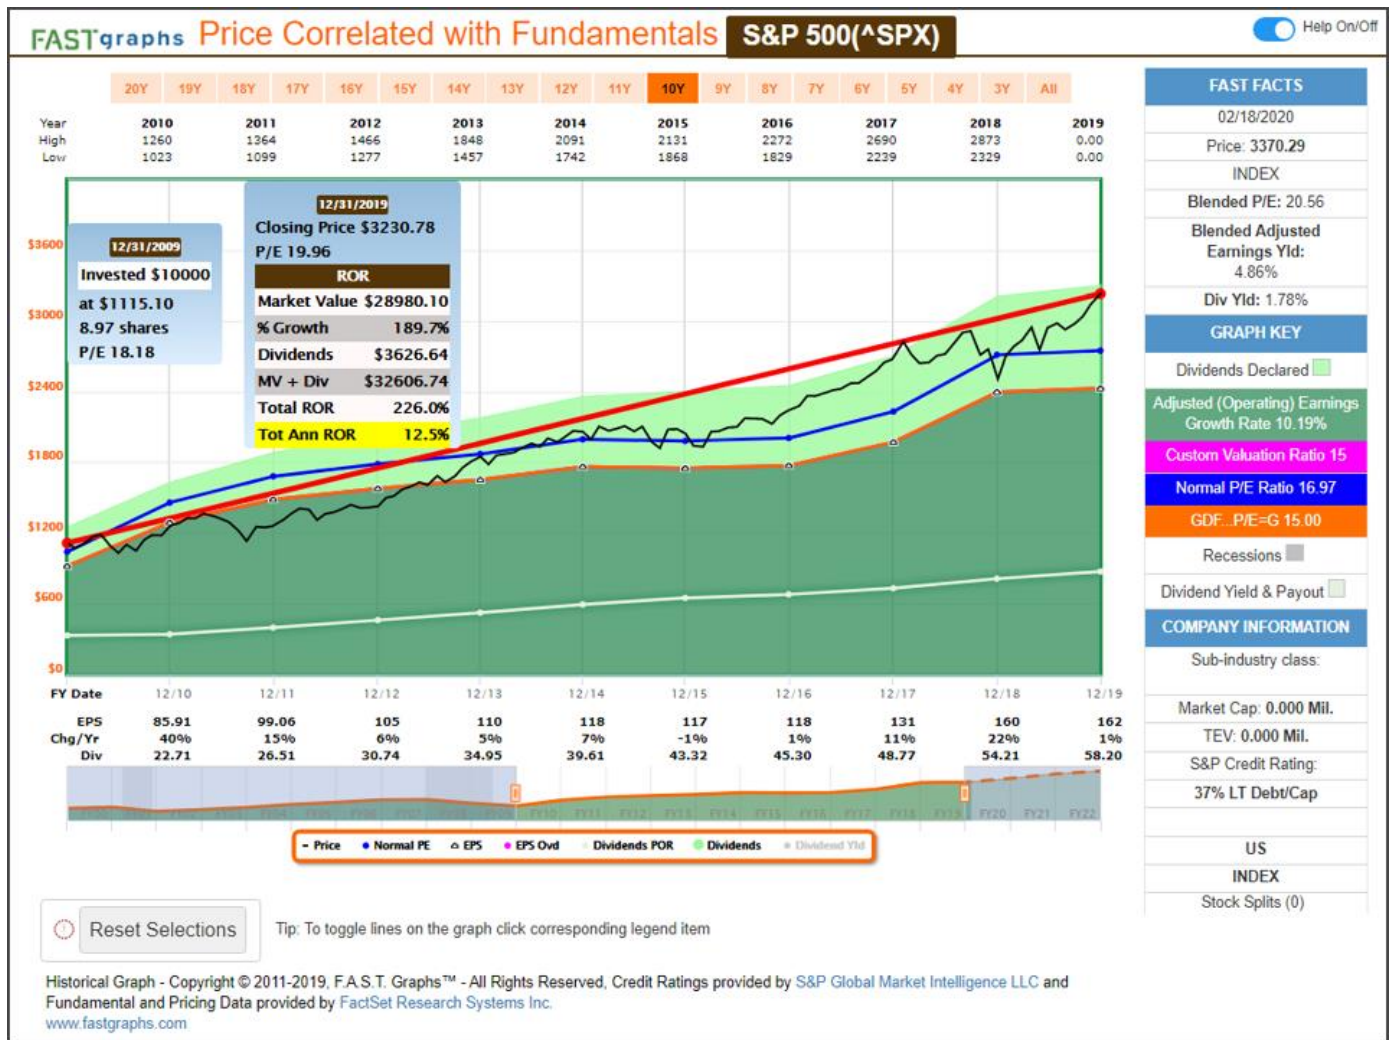 FAST graphs Price Correlated with Fundamentals S&P 500(^SPX) Help On/Off
20Y 19Y 18Y 17Y 16Y 15Y 14Y 13Y 12Y 11Y 10Y 9Y 8Y 7Y 6Y 5Y 4Y 3Y All
Year 2010 2011 2012 2013 2014 2015 2016 2017 2018 2019
High 1260 1364 1466 1848 2091 2131 2272 2690 2873 0.00
Low 1023 1099 1277 1457 1742 1868 1829 2239 2329 0.00
$3600
$3000
$2400
$1800
$1200
$600
$0
12/31/2009
Invested $10000
at $1115.10
8.97 shares
P/E 18.18
12/31/2019
Closing Price $3230.78
P/E 19.96
ROR
Market Value $28980.10
% Growth 189.7%
Dividends $3626.64
MV + Div $32606.74
Total ROR 226.0%
Tot Ann ROR 12.5%
FY Date 12/10 12/11 12/12 12/13 12/14 12/15 12/16 12/17 12/18 12/19
EPS 85.91 99.06 105 110 118 117 118 131 160 162
Chg/Yr 40% 15% 6% 5% 7% -1% 1% 11% 22% 1%
Div 22.71 26.51 30.74 34.95 39.61 43.32 45.30 48.77 54.21 58.20
FY10 FY11 FY12 FY13 FY14 FY15 FY16 FY17 FY18 FY19 FY20 FY21 FY22
Price Normal PE EPS EPS Ovd Dividends POR Dividends Dividend Yld
Reset Selections
Tip: To toggle lines on the graph click corresponding legend item
Historical Graph - Copyright © 2011-2019, F.A.S.T. Graphs™ - All Rights Reserved, Credit Ratings provided by S&P Global Market Intelligence LLC and
Fundamental and Pricing Data provided by FactSet Research Systems Inc.
www.fastgraphs.com
FAST FACTS
02/18/2020
Price: 3370.29
INDEX
Blended P/E: 20.56
Blended Adjusted
Earnings Yld:
4.86%
Div Yld: 1.78%
GRAPH KEY
Dividends Declared
Adjusted (Operating) Earnings
Growth Rate 10.19%
Custom Valuation Ratio 15
Normal P/E Ratio 16.97
GDF...P/E=G 15.00
Recessions
Dividend Yield & Payout
COMPANY INFORMATION
Sub-industry class:
Market Cap: 0.000 Mil.
TEV: 0.000 Mil.
S&P Credit Rating:
37% LT Debt/Cap
US
INDEX
Stock Splits (0)